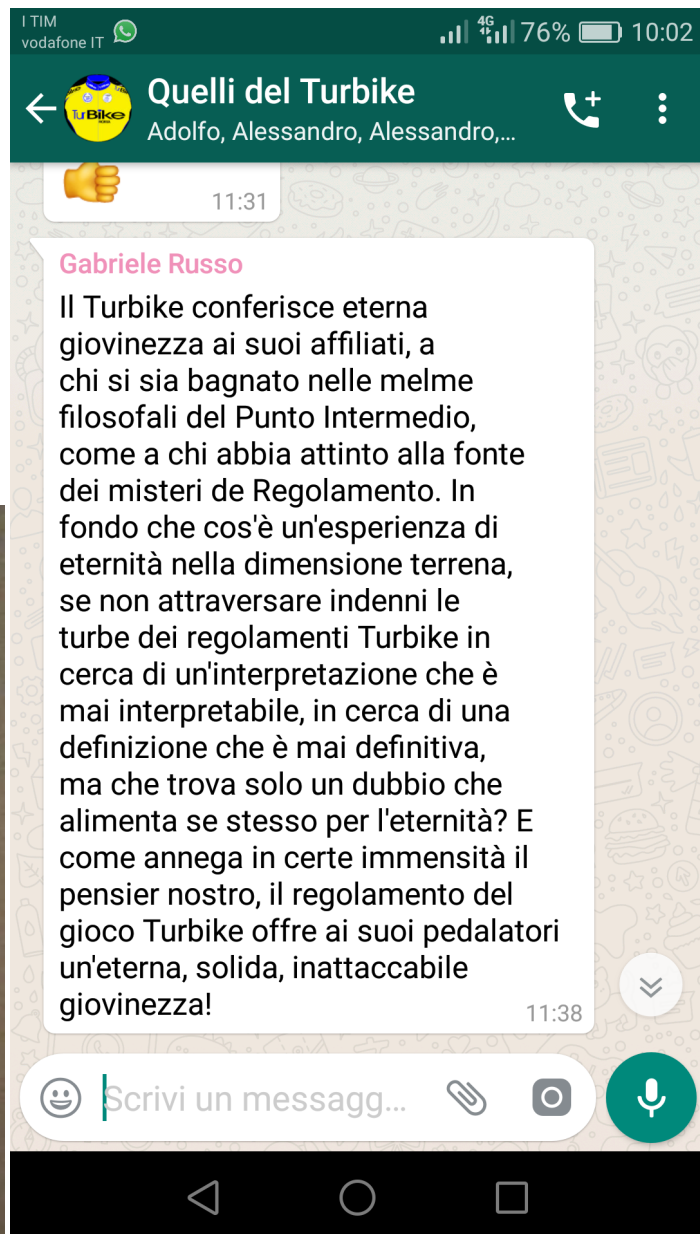 I TIM
vodafone IT
4G
76%
10:02
TurBike
Quelli del Turbike
Adolfo, Alessandro, Alessandro,...
11:31
Gabriele Russo
Il Turbike conferisce eterna
giovinezza ai suoi affiliati, a
chi si sia bagnato nelle melme
filosofali del Punto Intermedio,
come a chi abbia attinto alla fonte
dei misteri de Regolamento. In
fondo che cos'è un'esperienza di
eternità nella dimensione terrena,
se non attraversare indenni le
turbe dei regolamenti Turbike in
cerca di un'interpretazione che è
mai interpretabile, in cerca di una
definizione che è mai definitiva,
ma che trova solo un dubbio che
alimenta se stesso per l'eternità? E
come annega in certe immensità il
pensier nostro, il regolamento del
gioco Turbike offre ai suoi pedalatori
un'eterna, solida, inattaccabile
giovinezza!
11:38
Scrivi un messagg...